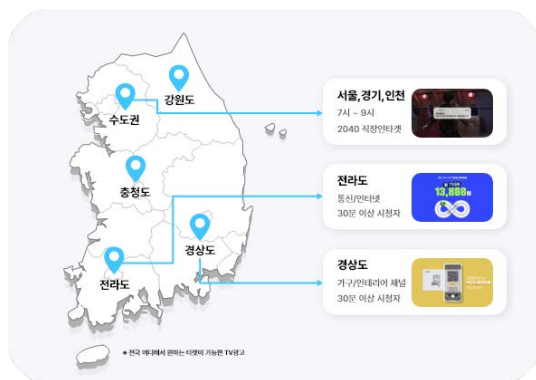 강원도
수도권
충청도
경상도
전라도
서울,경기,인천
7시 ~ 9시
2040 직장인타겟
전라도
통신/인터넷
30분 이상 시청자
13,888원
경상도
가구/인테리어 채널
30분 이상 시청자
* 전국 어디에서 원하는 타겟이 가능한 TV광고